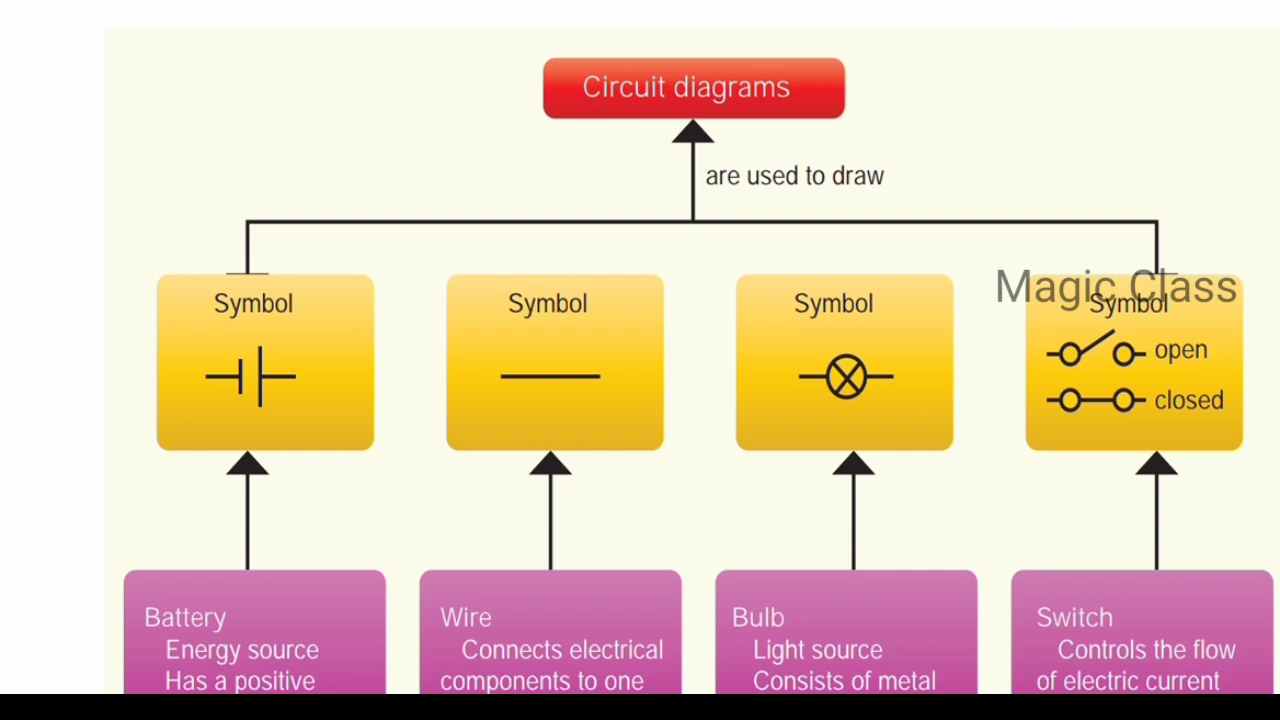 Circuit diagrams
are used to draw
Symbol
Symbol
Symbol
Magic Class
Symbol
open
closed
Battery
Energy source
Has a positive
Wire
Connects electrical
components to one
Bulb
Light source
Consists of metal
Switch
Controls the flow
of electric current